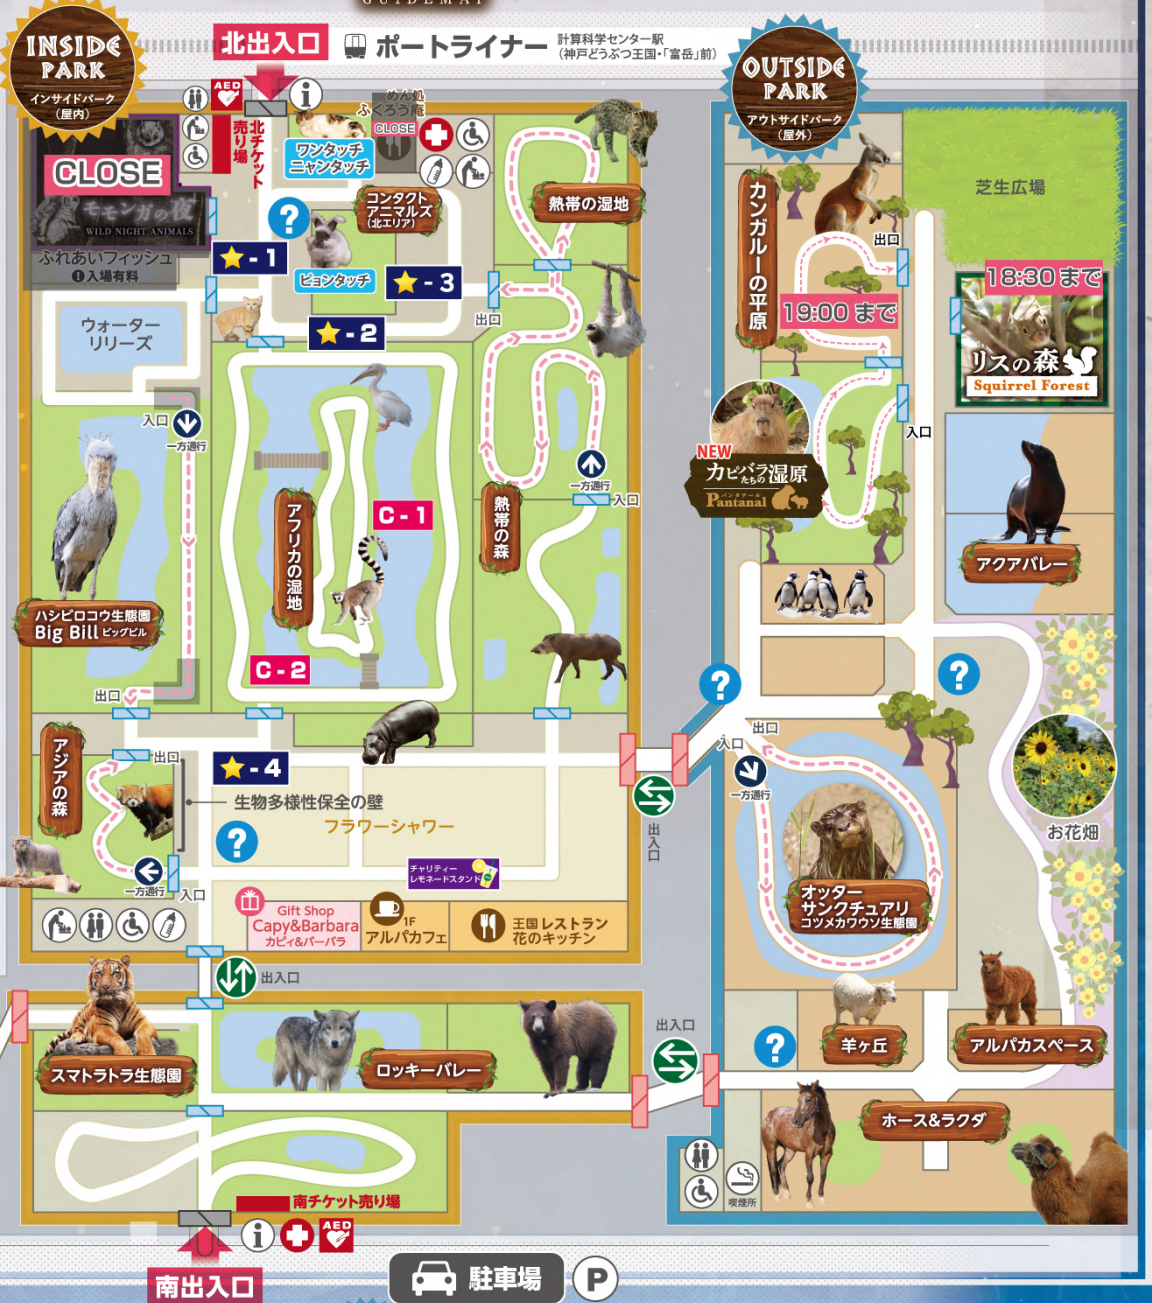 GUIDEMAP
INSIDE
PARK
インサイドパーク
(屋内)
北出入口
ポートライナー
計算科学センター駅
(神戸どうぶつ王国・「富岳」前)
OUTSIDE
PARK
アウトサイドパーク
(屋外)
AED
i
北チケット
売り場
めん処
ふくろう庵
CLOSE
ワンタッチ
ニャンタッチ
CLOSE
モモンガの夜
WILD NIGHT ANIMALS
ふれあいフィッシュ
!入場有料
?
コンタクト
アニマルズ
(北エリア)
ピョンタッチ
★-1
★-3
★-2
熱帯の湿地
出口
ウォーター
リリーズ
入口
一方通行
ハシビロコウ生態園
Big Bill ビッグビル
出口
アフリカの湿地
C-1
C-2
熱帯の森
一方通行
入口
カンガルーの平原
出口
19:00 まで
芝生広場
18:30 まで
リスの森
Squirrel Forest
入口
NEW
カピバラたちの湿原
パンタナール
Pantanal
アクアバレー
?
?
アジアの森
出口
一方通行
入口
★-4
生物多様性保全の壁
フラワーシャワー
?
チャリティー
レモネードスタンド
Gift Shop
Capy&Barbara
カピィ&バーバラ
1F
アルパカフェ
王国レストラン
花のキッチン
出入口
出口
入口
一方通行
オッター
サンクチュアリ
コツメカワウソ生態園
お花畑
出入口
スマトラトラ生態園
ロッキーバレー
出入口
?
羊ヶ丘
アルパカスペース
ホース&ラクダ
喫煙所
南チケット売り場
i
AED
南出入口
駐車場
P